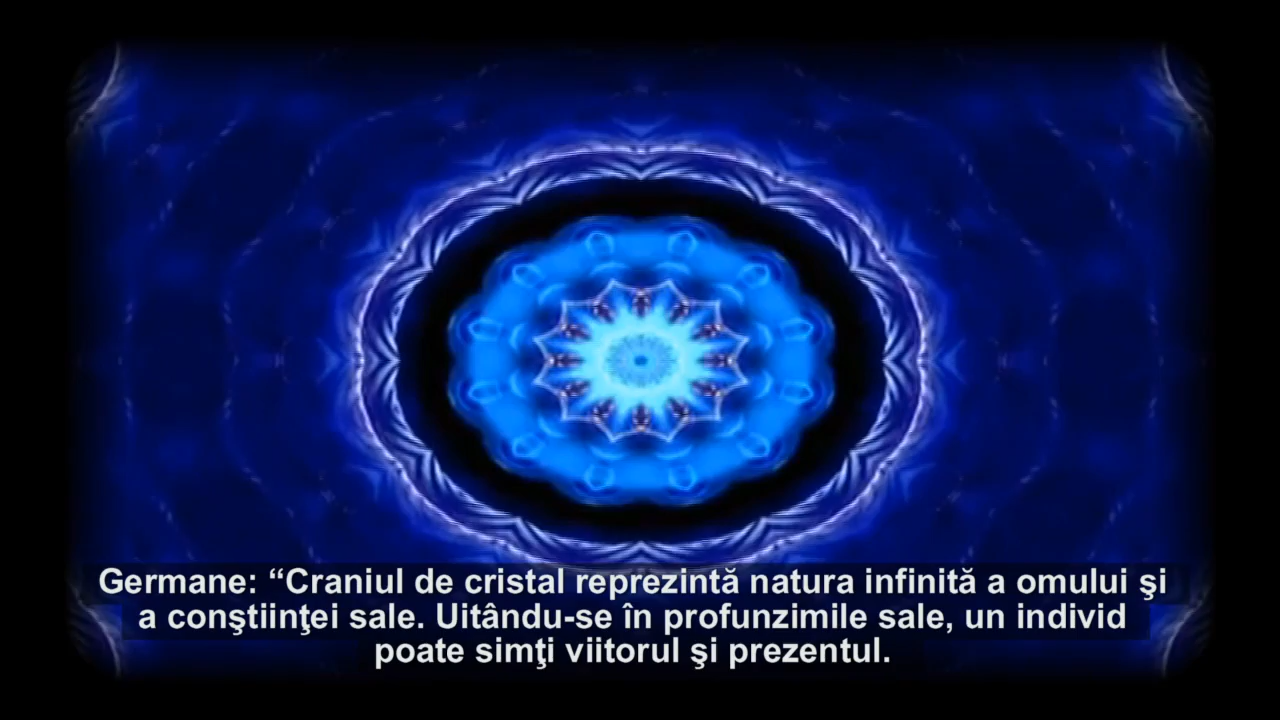 Germane: “Craniul de cristal reprezintă natura infinită a omului şi
a conştiinţei sale. Uitându-se în profunzimile sale, un individ
poate simţi viitorul şi prezentul.